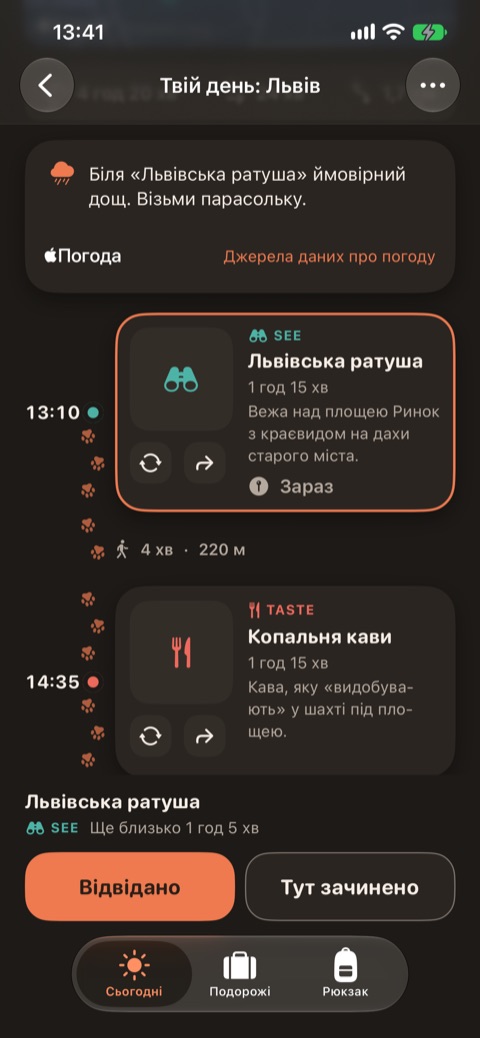 13:41
Твій день: Львів
Біля «Львівська ратуша» ймовірний
дощ. Візьми парасольку.
Погода
Джерела даних про погоду
SEE
Львівська ратуша
1 год 15 хв
13:10
Вежа над площею Ринок
з краєвидом на дахи
старого міста.
Зараз
4 хв · 220 м
TASTE
Копальня кави
1 год 15 хв
14:35
Кава, яку «видобува-
ють» у шахті під пло-
щею.
Львівська ратуша
SEE Ще близько 1 год 5 хв
Відвідано
Тут зачинено
Сьогодні
Подорожі
Рюкзак